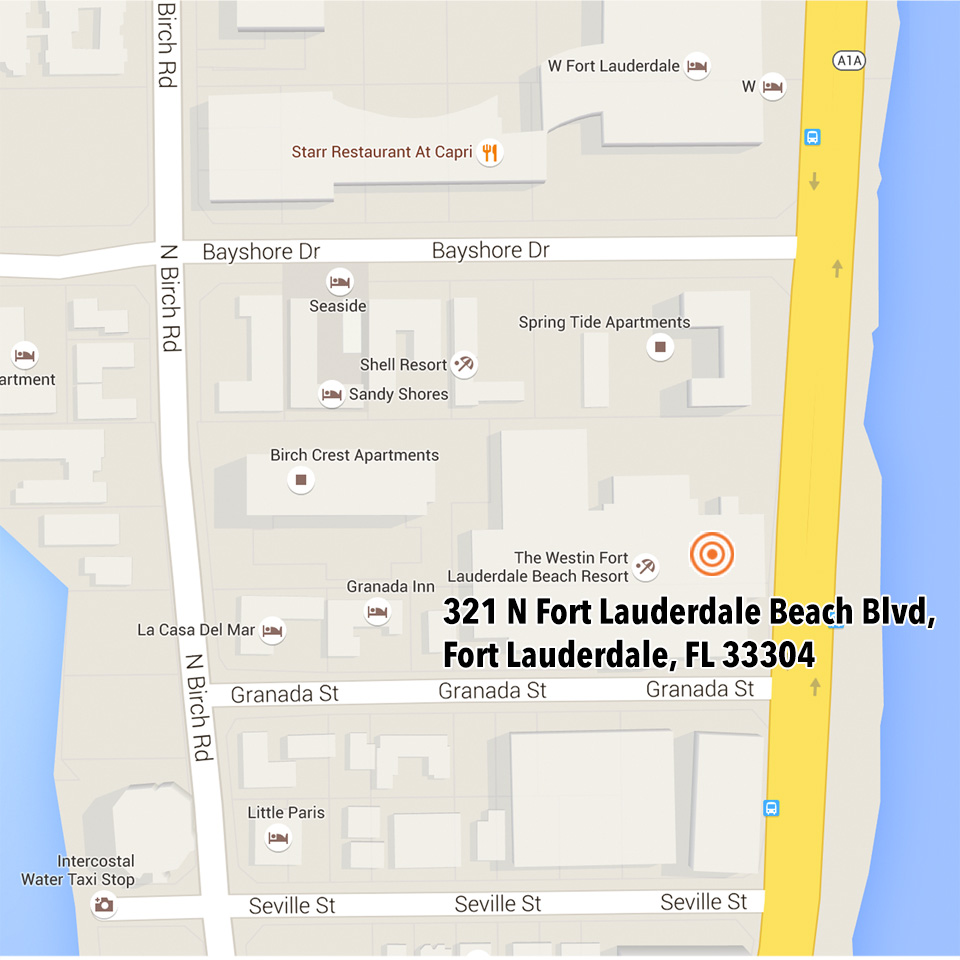 Birch Rd
W Fort Lauderdale
A1A
W
Starr Restaurant At Capri
Bayshore Dr
Bayshore Dr
N Birch Rd
Seaside
Spring Tide Apartments
Shell Resort
artment
Sandy Shores
Birch Crest Apartments
The Westin Fort
Lauderdale Beach Resort
Granada Inn
321 N Fort Lauderdale Beach Blvd,
Fort Lauderdale, FL 33304
La Casa Del Mar
N Birch Rd
Granada St
Granada St
Granada St
Little Paris
Intercostal
Water Taxi Stop
Seville St
Seville St
Seville St